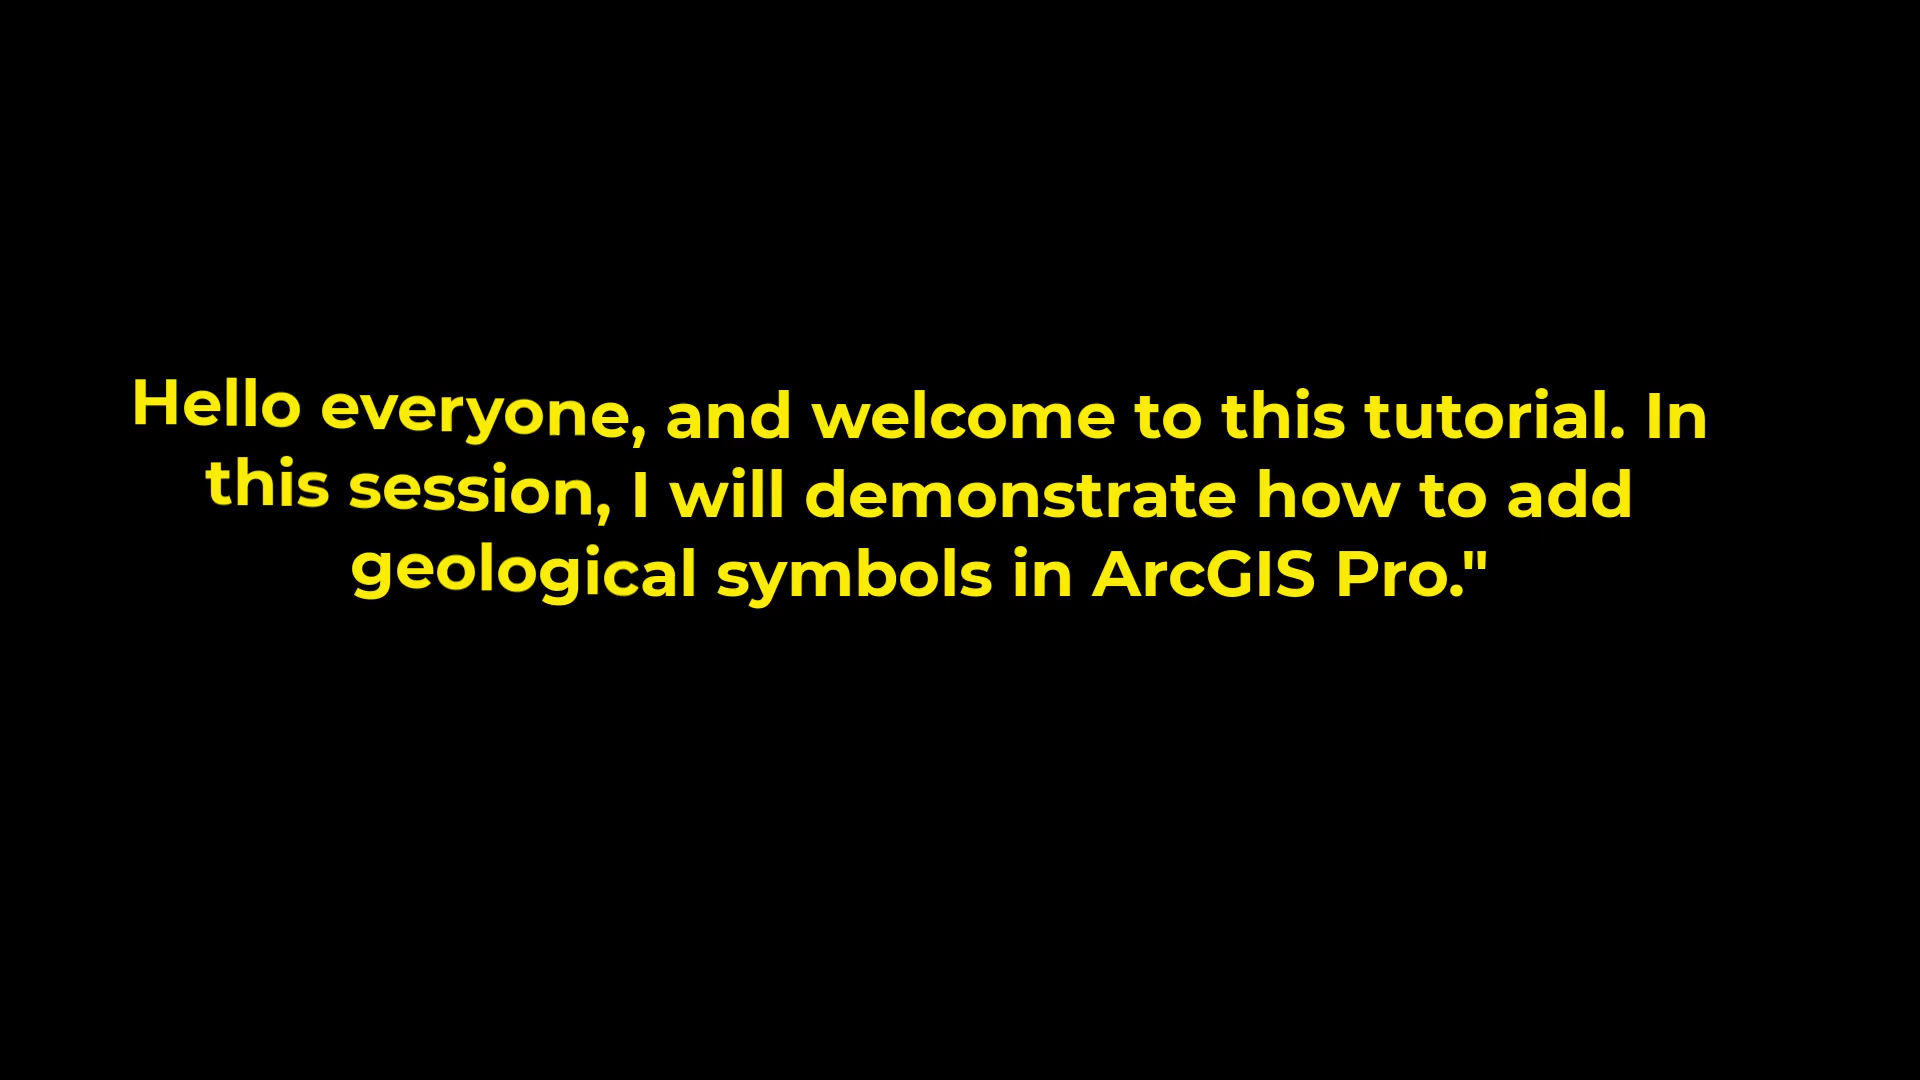 Hello everyone, and welcome to this tutorial. In
this session, I will demonstrate how to add
geological symbols in ArcGIS Pro."